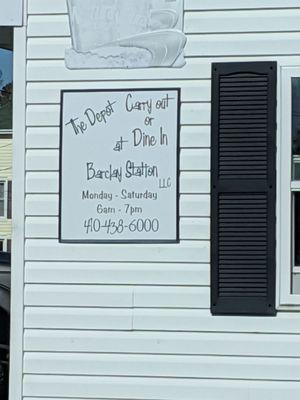 The Depot Carry out
or
at Dine In
Barclay Station
LLC
Monday - Saturday
6am - 7pm
410-438-6000